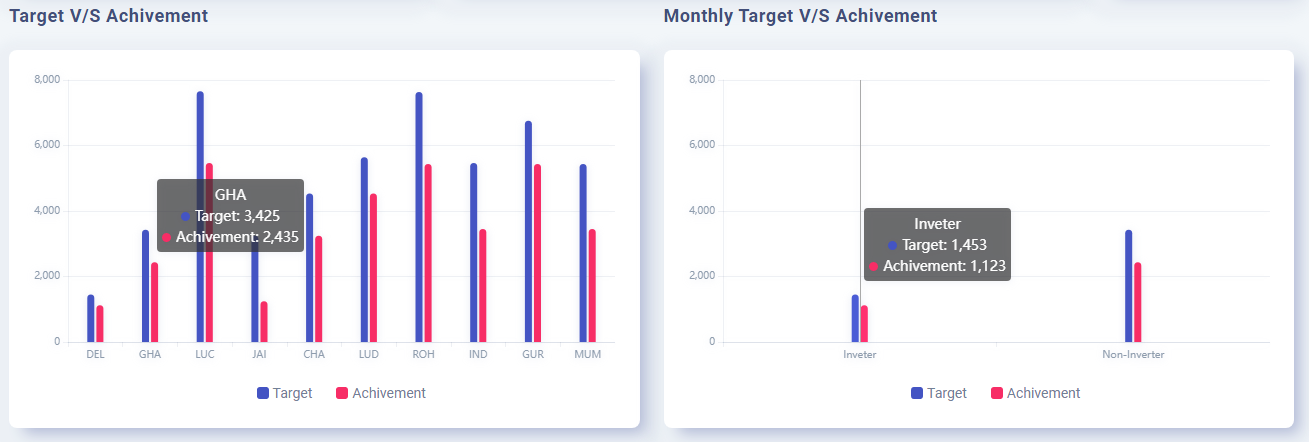 Target V/S Achivement
8,000
6,000
4,000
2,000
0
GHA
Target: 3,425
Achivement: 2,435
DEL GHA LUC JAI CHA LUD ROH IND GUR MUM
Target Achivement
Monthly Target V/S Achivement
8,000
6,000
4,000
2,000
0
Inveter
Target: 1,453
Achivement: 1,123
Inveter Non-Inverter
Target Achivement